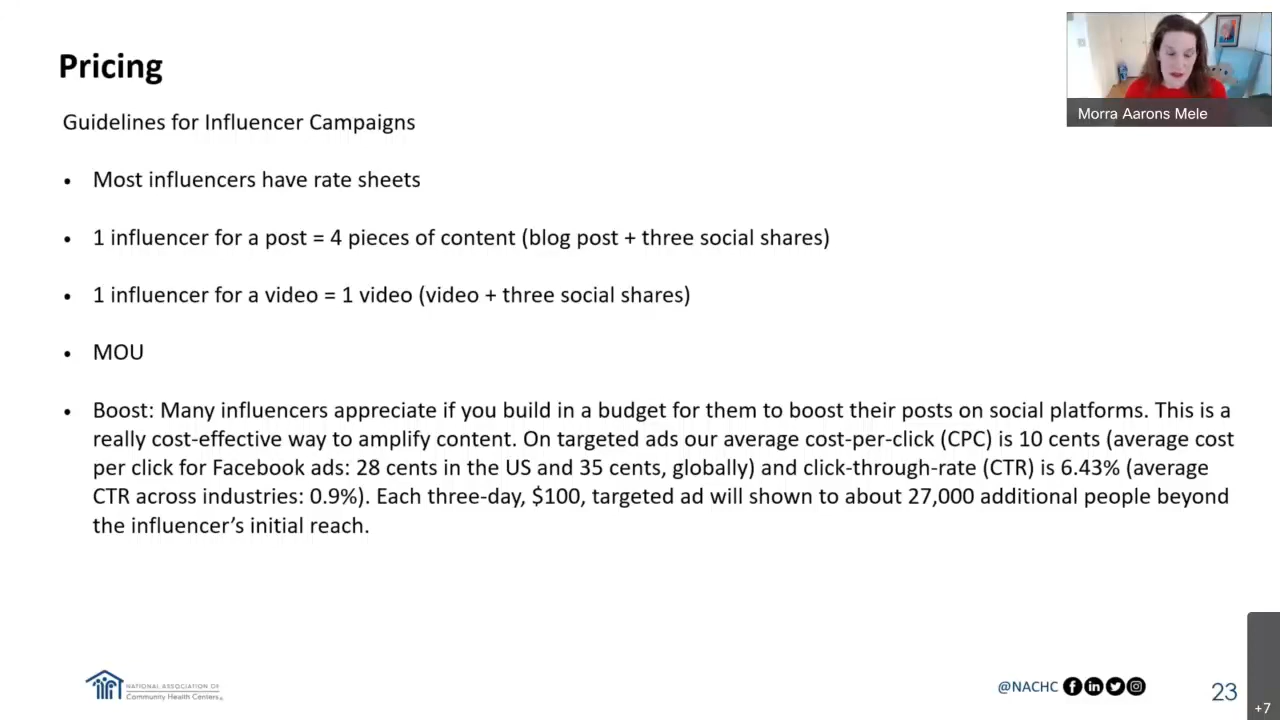 Pricing
Morra Aarons Mele
Guidelines for Influencer Campaigns
• Most influencers have rate sheets
• 1 influencer for a post = 4 pieces of content (blog post + three social shares)
• 1 influencer for a video = 1 video (video + three social shares)
• MOU
• Boost: Many influencers appreciate if you build in a budget for them to boost their posts on social platforms. This is a
really cost-effective way to amplify content. On targeted ads our average cost-per-click (CPC) is 10 cents (average cost
per click for Facebook ads: 28 cents in the US and 35 cents, globally) and click-through-rate (CTR) is 6.43% (average
CTR across industries: 0.9%). Each three-day, $100, targeted ad will shown to about 27,000 additional people beyond
the influencer’s initial reach.
NATIONAL ASSOCIATION OF
Community Health Centers
@NACHC
23
+7